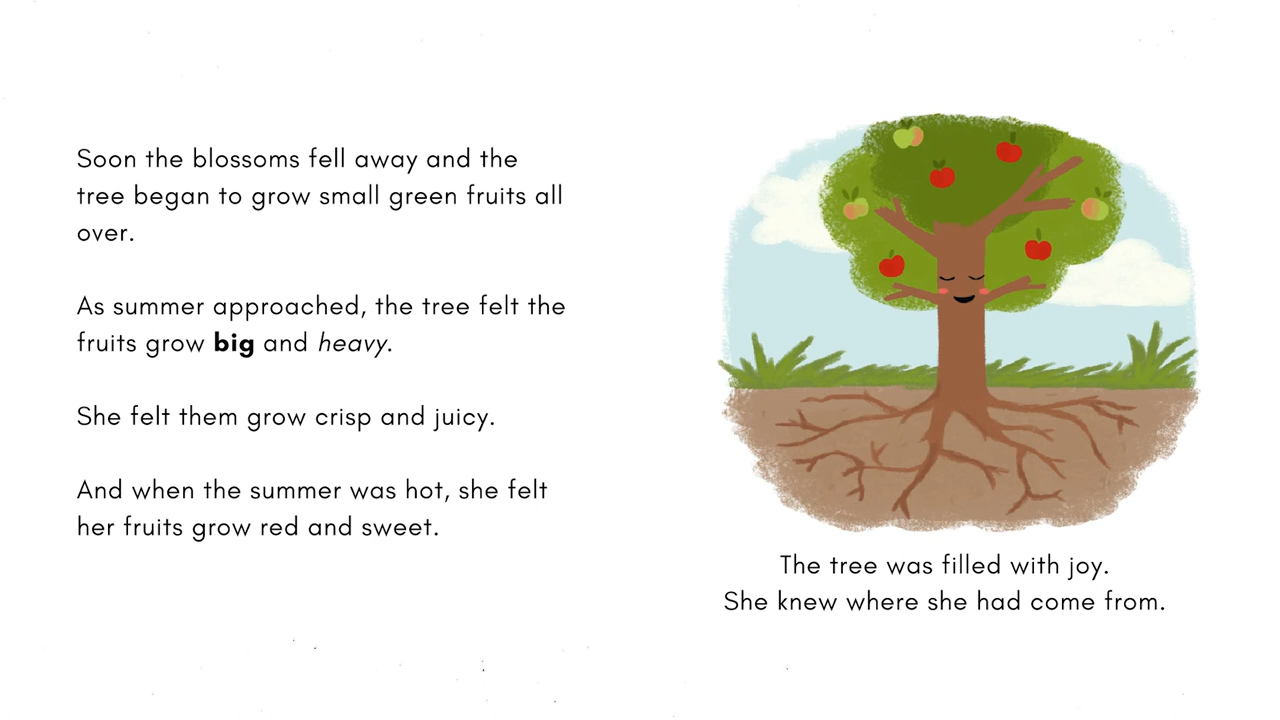 Soon the blossoms fell away and the
tree began to grow small green fruits all
over.
As summer approached, the tree felt the
fruits grow big and heavy.
She felt them grow crisp and juicy.
And when the summer was hot, she felt
her fruits grow red and sweet.
The tree was filled with joy.
She knew where she had come from.